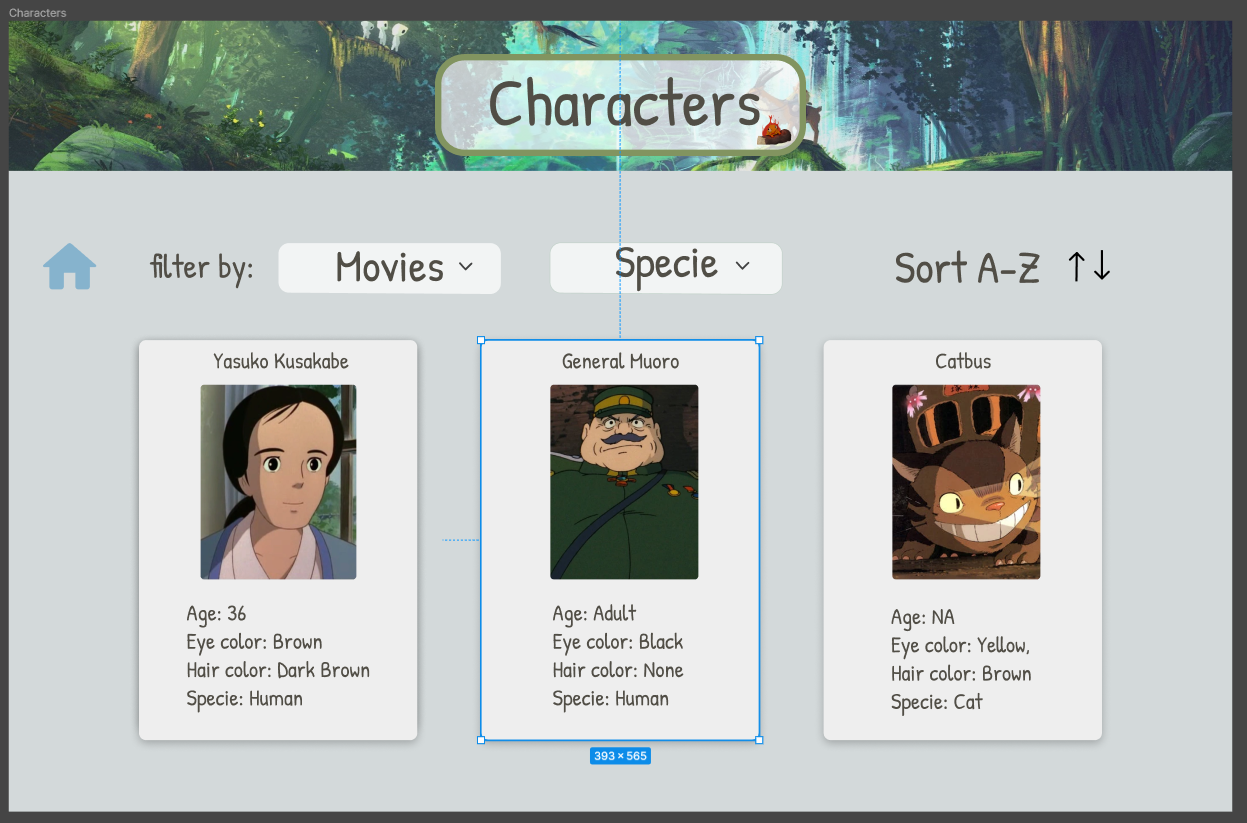 Characters
Characters
filter by:
Movies
Specie
Sort A-Z
Yasuko Kusakabe
Age: 36
Eye color: Brown
Hair color: Dark Brown
Specie: Human
General Muoro
Age: Adult
Eye color: Black
Hair color: None
Specie: Human
393 × 565
Catbus
Age: NA
Eye color: Yellow,
Hair color: Brown
Specie: Cat